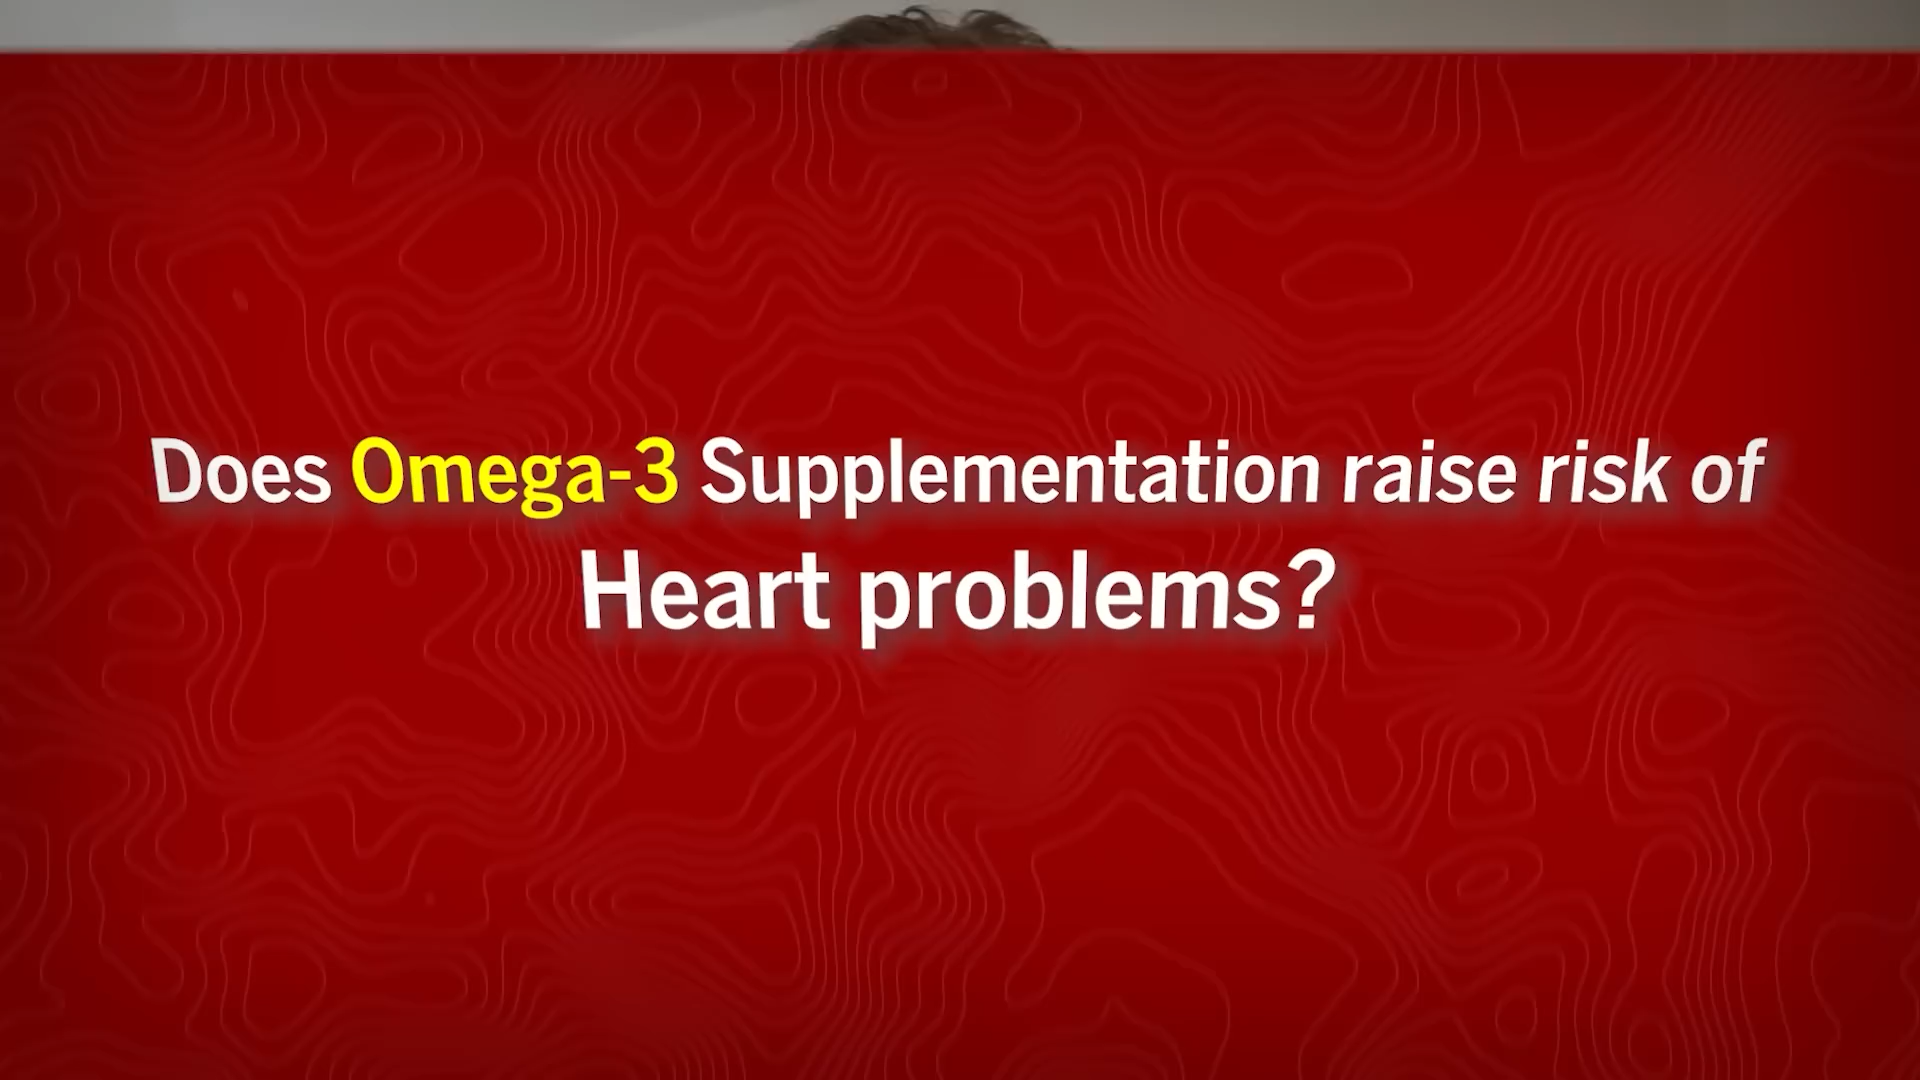 Does Omega-3 Supplementation raise risk of
Heart problems?